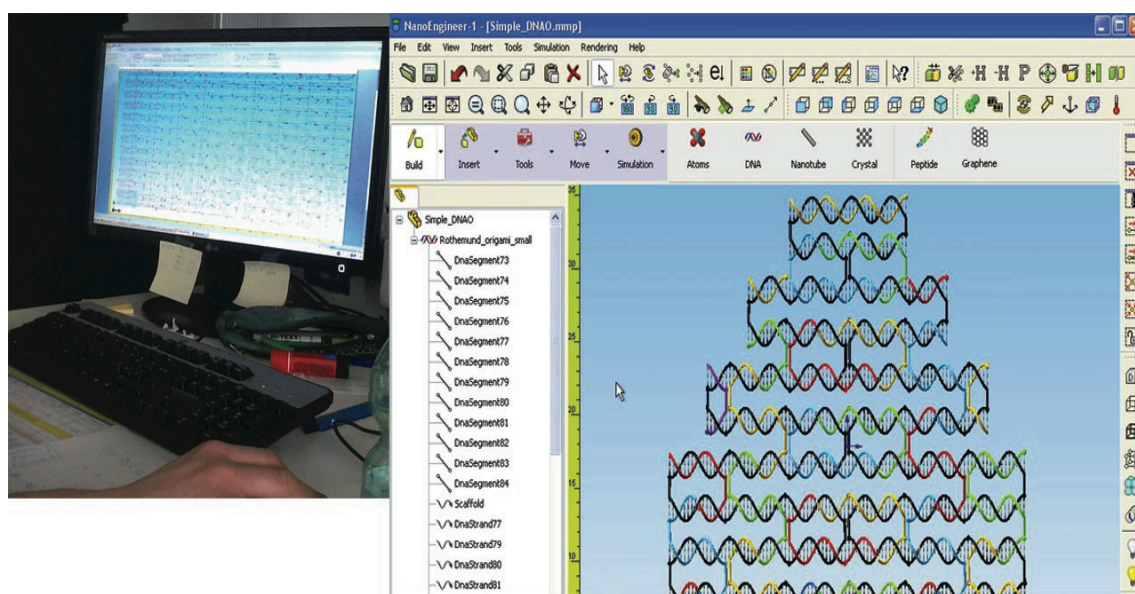 NanoEngineer-1 - [Simple_DNAO.mmp]
File Edit View Insert Tools Simulation Rendering Help
Build Insert Tools Move Simulation Atoms DNA Nanotube Crystal Peptide Graphene
Simple_DNAO
Rothemund_origami_small
DnaSegment73
DnaSegment74
DnaSegment75
DnaSegment76
DnaSegment77
DnaSegment78
DnaSegment79
DnaSegment80
DnaSegment81
DnaSegment82
DnaSegment83
DnaSegment84
Scaffold
DnaStrand77
DnaStrand79
DnaStrand80
DnaStrand81
35
30
25
20
15
10